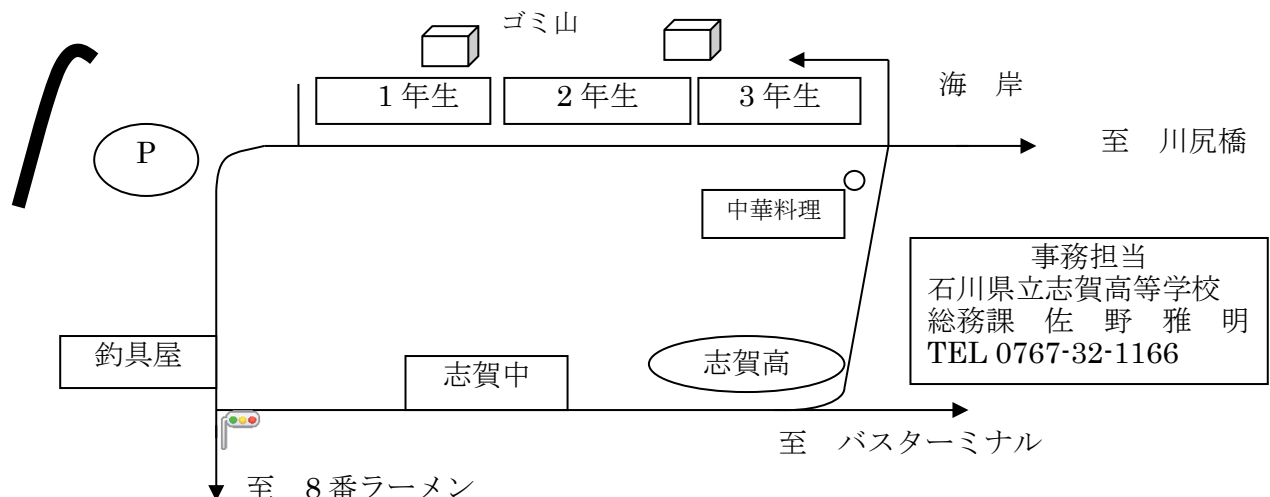 ゴミ山
1年生
2年生
3年生
海　岸
P
至　川尻橋
中華料理
事務担当
石川県立志賀高等学校
総務課　佐　野　雅　明
TEL 0767-32-1166
釣具屋
志賀中
志賀高
至　バスターミナル
至　8番ラーメン